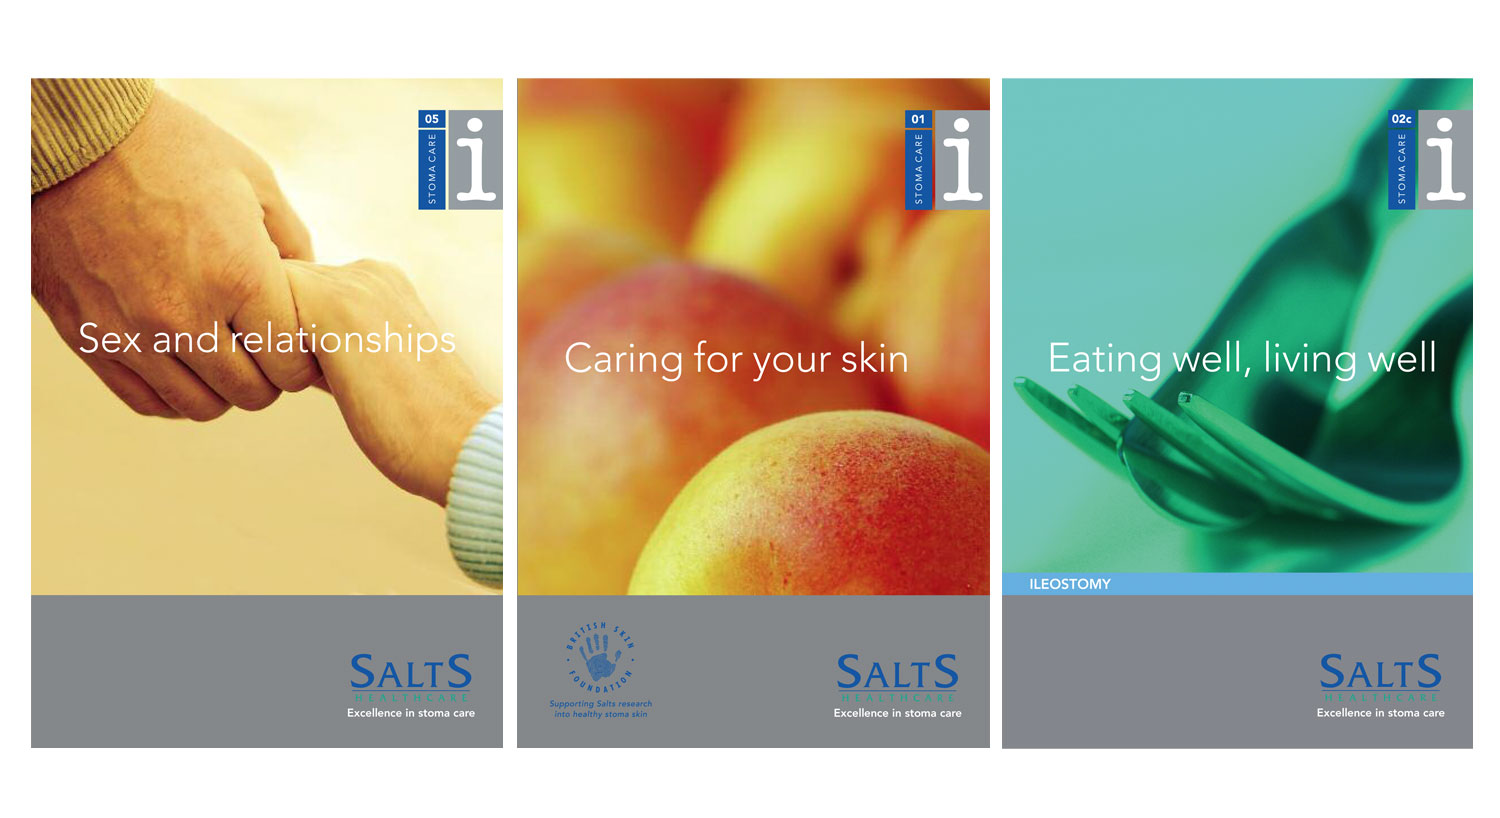 05
STOMA CARE
i
Sex and relationships
SALTS
HEALTHCARE
Excellence in stoma care
01
STOMA CARE
i
Caring for your skin
BRITISH SKIN
FOUNDATION
Supporting Salts research
into healthy stoma skin
SALTS
HEALTHCARE
Excellence in stoma care
02c
STOMA CARE
i
Eating well, living well
ILEOSTOMY
SALTS
HEALTHCARE
Excellence in stoma care